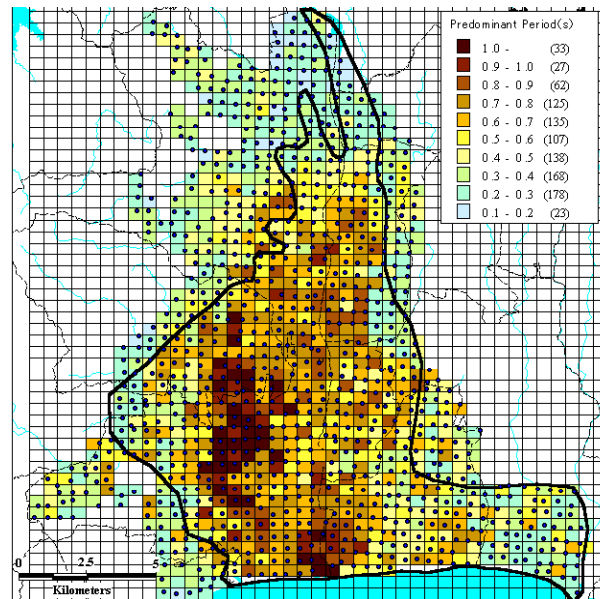 Predominant Period(s)
1.0 - (33)
0.9 - 1.0 (27)
0.8 - 0.9 (62)
0.7 - 0.8 (125)
0.6 - 0.7 (135)
0.5 - 0.6 (107)
0.4 - 0.5 (138)
0.3 - 0.4 (168)
0.2 - 0.3 (178)
0.1 - 0.2 (23)
0 2.5 5
Kilometers